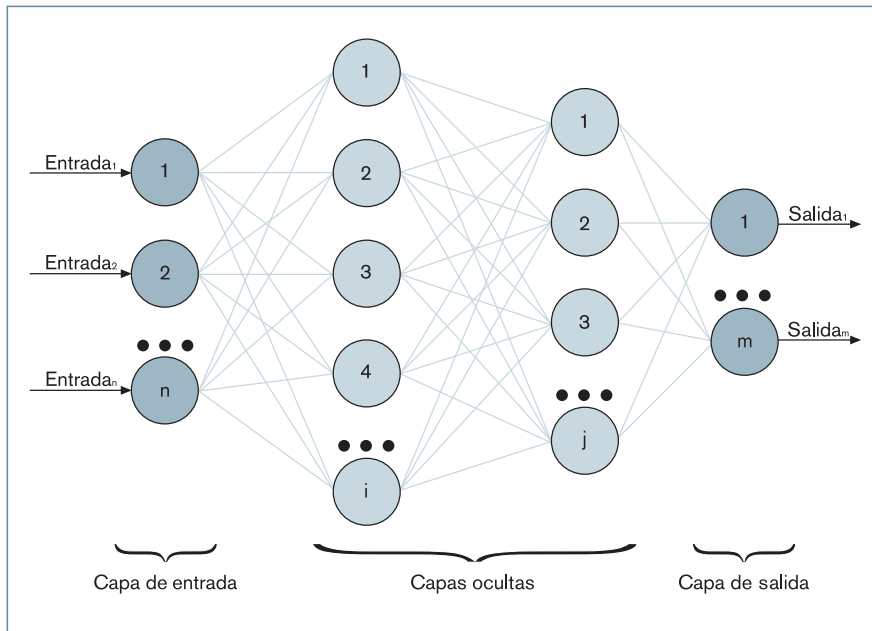 Entrada₁
Entrada₂
Entradaₙ
1
2
n
1
2
3
4
i
1
2
3
j
1
m
Salida₁
Salidaₘ
Capa de entrada
Capas ocultas
Capa de salida